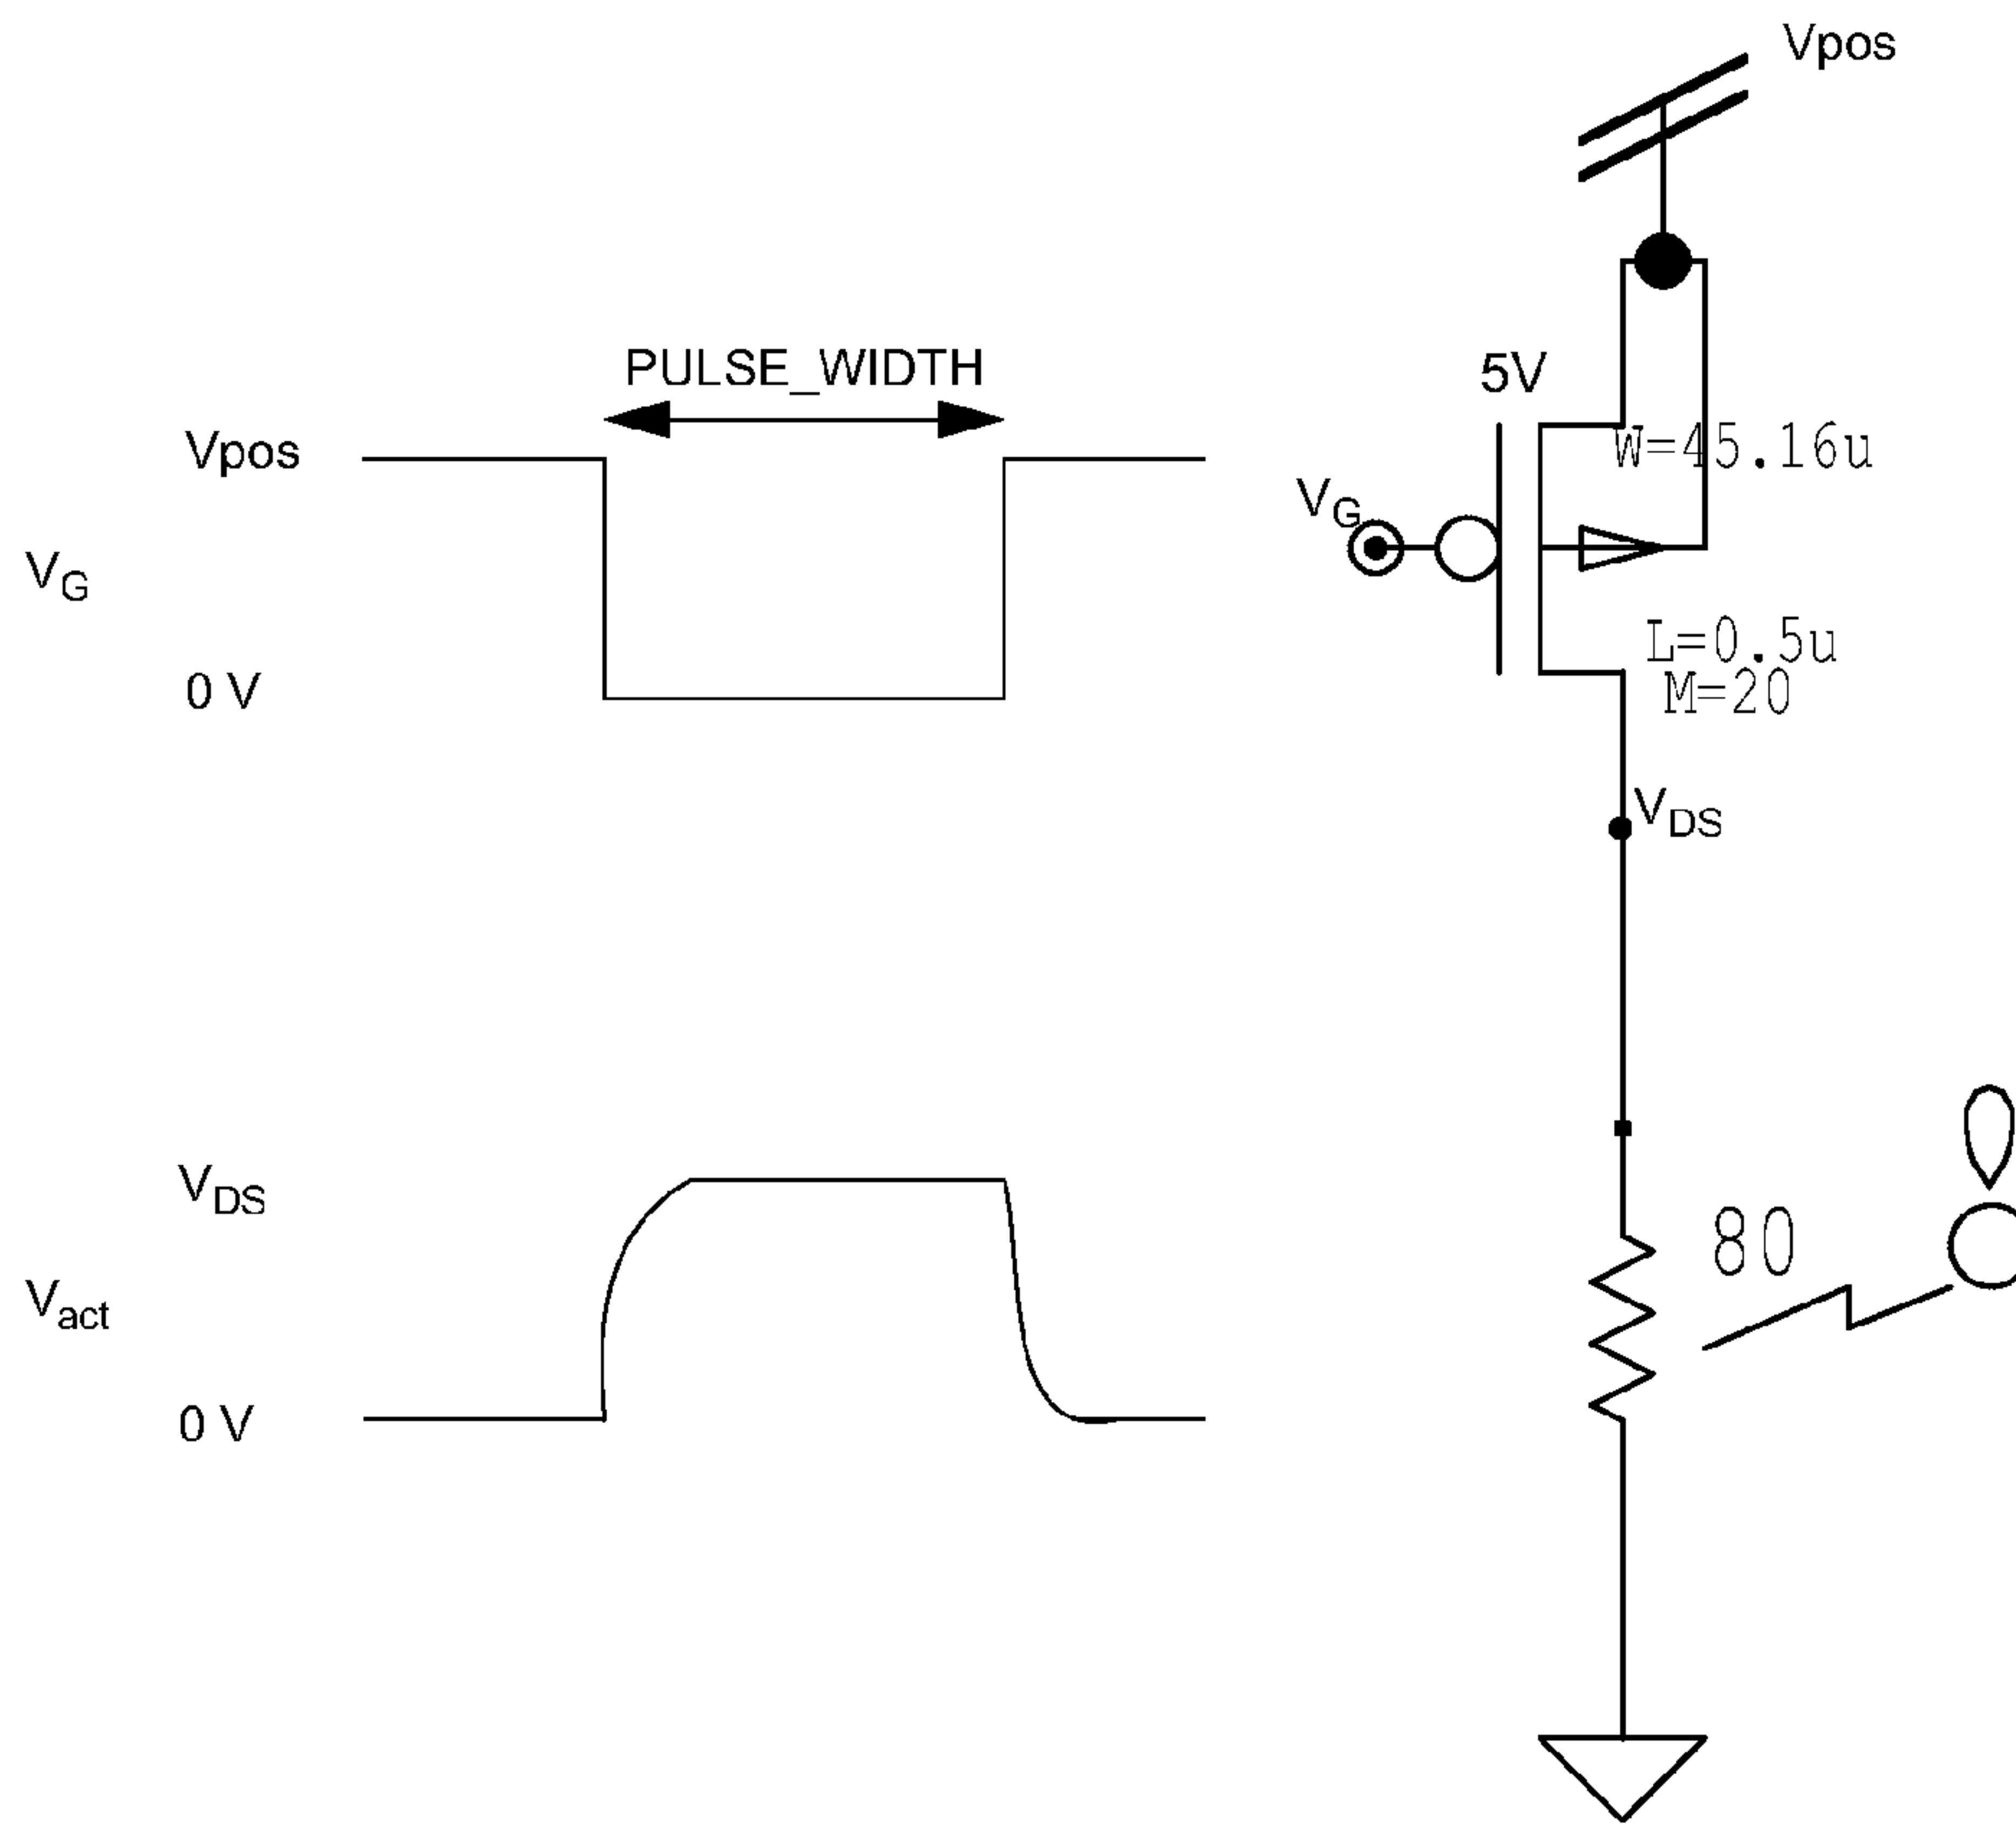 Vpos
PULSE_WIDTH
5V
Vpos
W=45.16u
VG
VG
L=0.5u
0 V
M=20
VDS
VDS
80
Vact
0 V